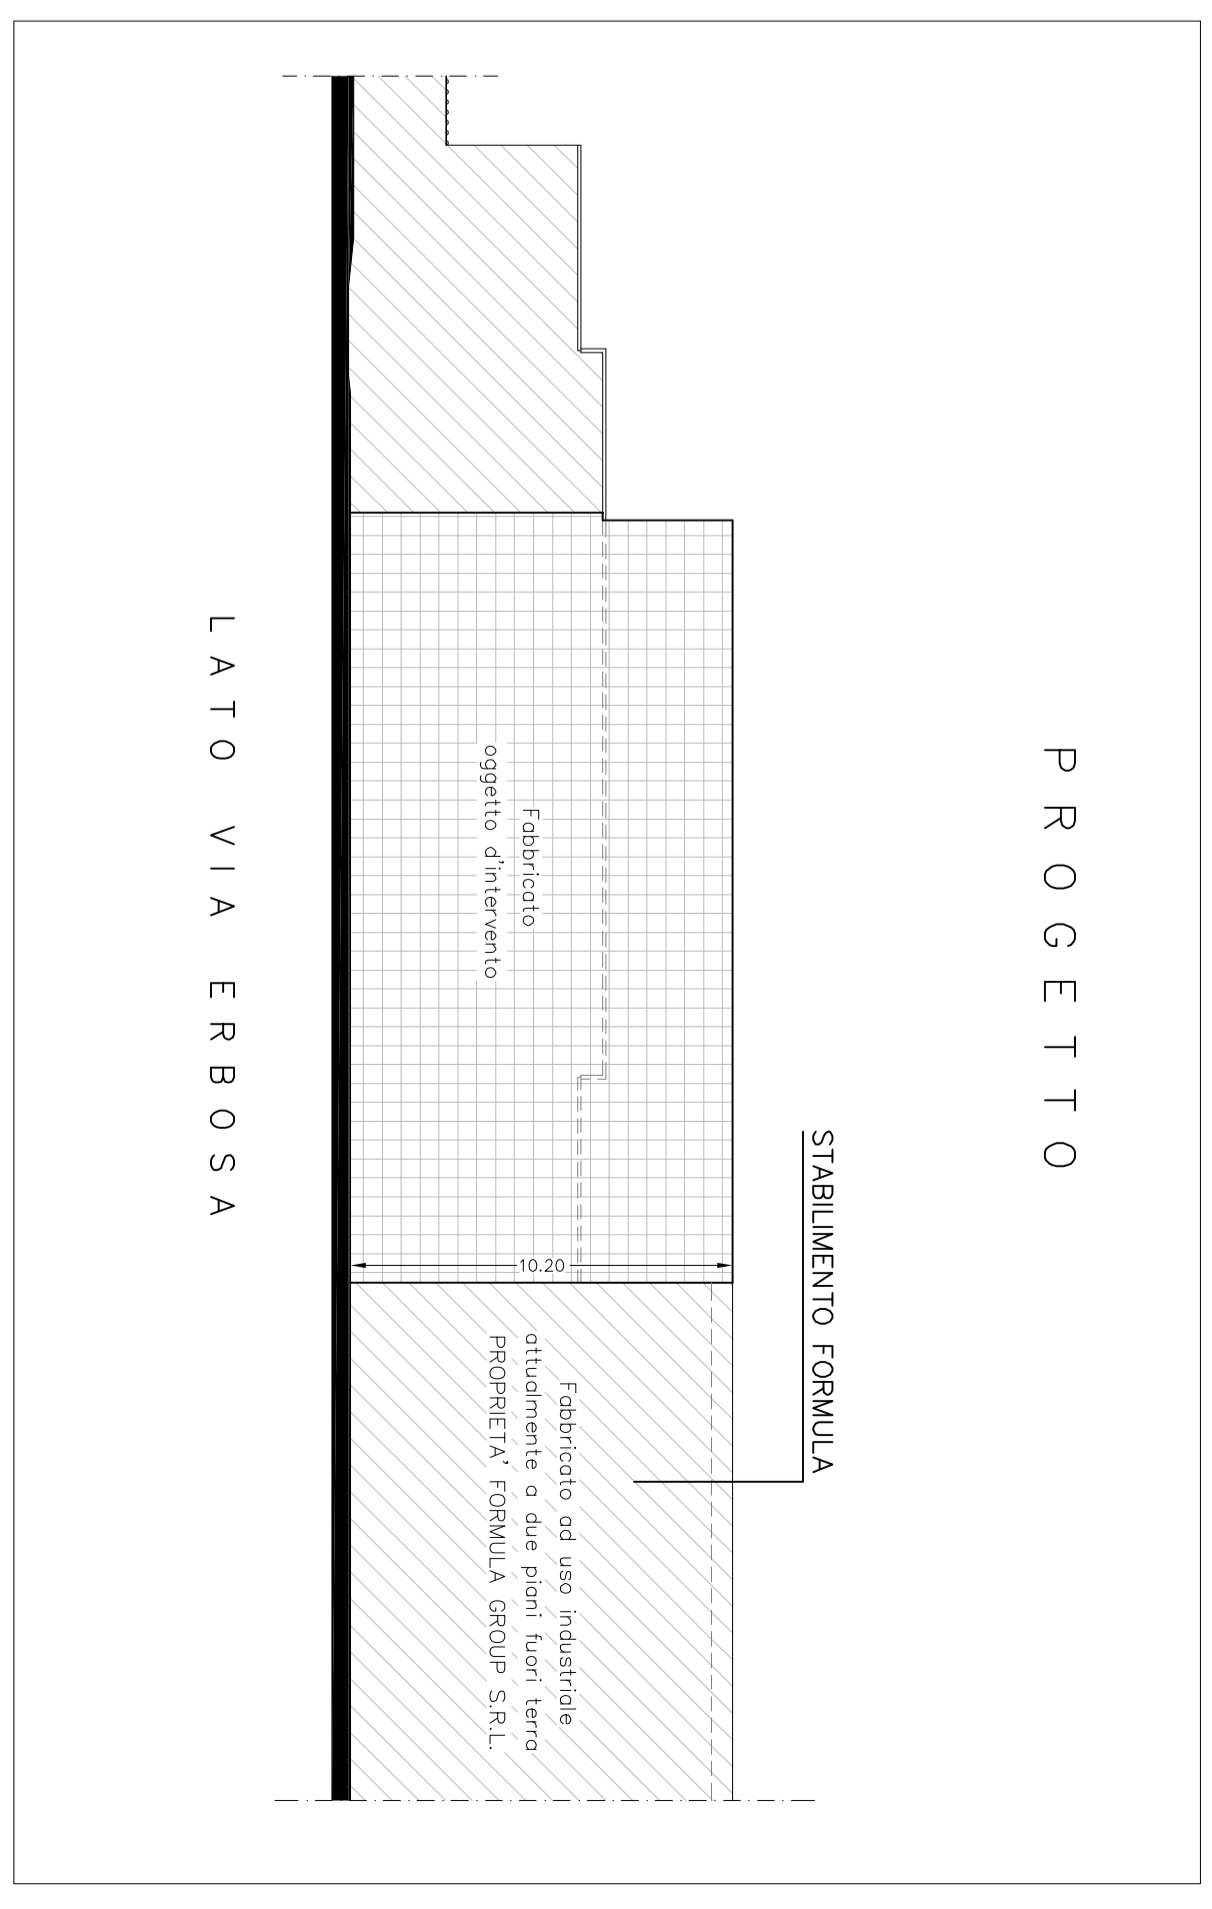 PROGETTO
STABILIMENTO FORMULA
Fabbricato
oggetto d'intervento
10.20
Fabbricato ad uso industriale
attualmente a due piani fuori terra
PROPRIETA' FORMULA GROUP S.R.L.
LATO VIA ERBOSA